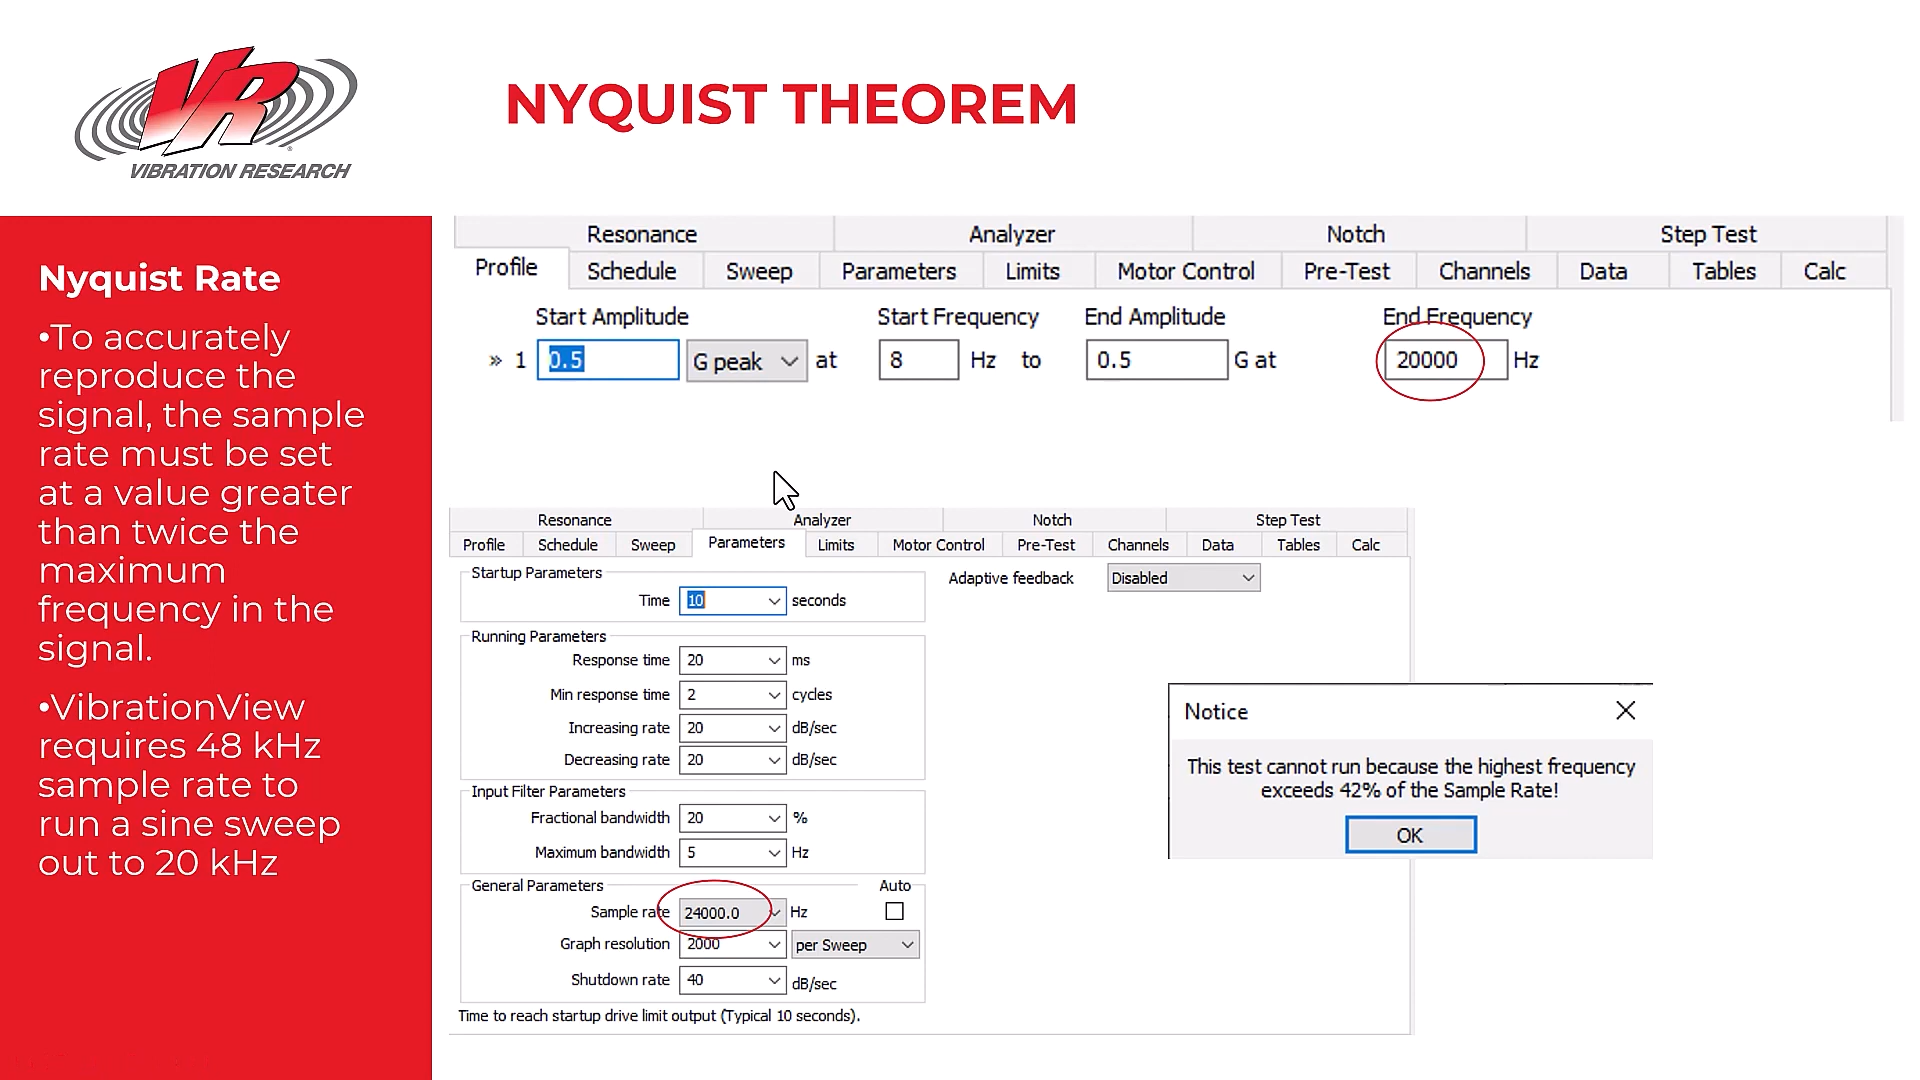 VR
VIBRATION RESEARCH
NYQUIST THEOREM
Nyquist Rate
•To accurately
reproduce the
signal, the sample
rate must be set
at a value greater
than twice the
maximum
frequency in the
signal.
•VibrationView
requires 48 kHz
sample rate to
run a sine sweep
out to 20 kHz
Resonance Analyzer Notch Step Test
Profile Schedule Sweep Parameters Limits Motor Control Pre-Test Channels Data Tables Calc
Start Amplitude Start Frequency End Amplitude End Frequency
» 1 0.5 G peak at 8 Hz to 0.5 G at 20000 Hz
Resonance Analyzer Notch Step Test
Profile Schedule Sweep Parameters Limits Motor Control Pre-Test Channels Data Tables Calc
Startup Parameters
Time 10 seconds
Adaptive feedback Disabled
Running Parameters
Response time 20 ms
Min response time 2 cycles
Increasing rate 20 dB/sec
Decreasing rate 20 dB/sec
Input Filter Parameters
Fractional bandwidth 20 %
Maximum bandwidth 5 Hz
General Parameters Auto
Sample rate 24000.0 Hz
Graph resolution 2000 per Sweep
Shutdown rate 40 dB/sec
Time to reach startup drive limit output (Typical 10 seconds).
Notice
This test cannot run because the highest frequency
exceeds 42% of the Sample Rate!
OK